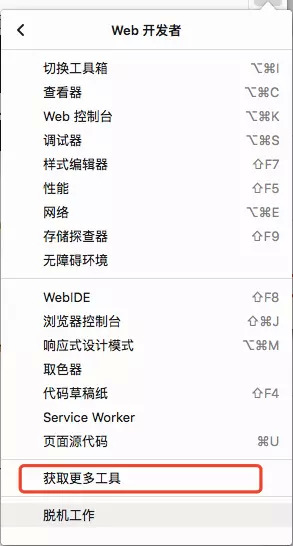 Web 开发者
切换工具箱 ⌥⌘I
查看器 ⌥⌘C
Web 控制台 ⌥⌘K
调试器 ⌥⌘S
样式编辑器 ⇧F7
性能 ⇧F5
网络 ⌥⌘E
存储探查器 ⇧F9
无障碍环境
WebIDE ⇧F8
浏览器控制台 ⇧⌘J
响应式设计模式 ⌥⌘M
取色器
代码草稿纸 ⇧F4
Service Worker
页面源代码 ⌘U
获取更多工具
脱机工作